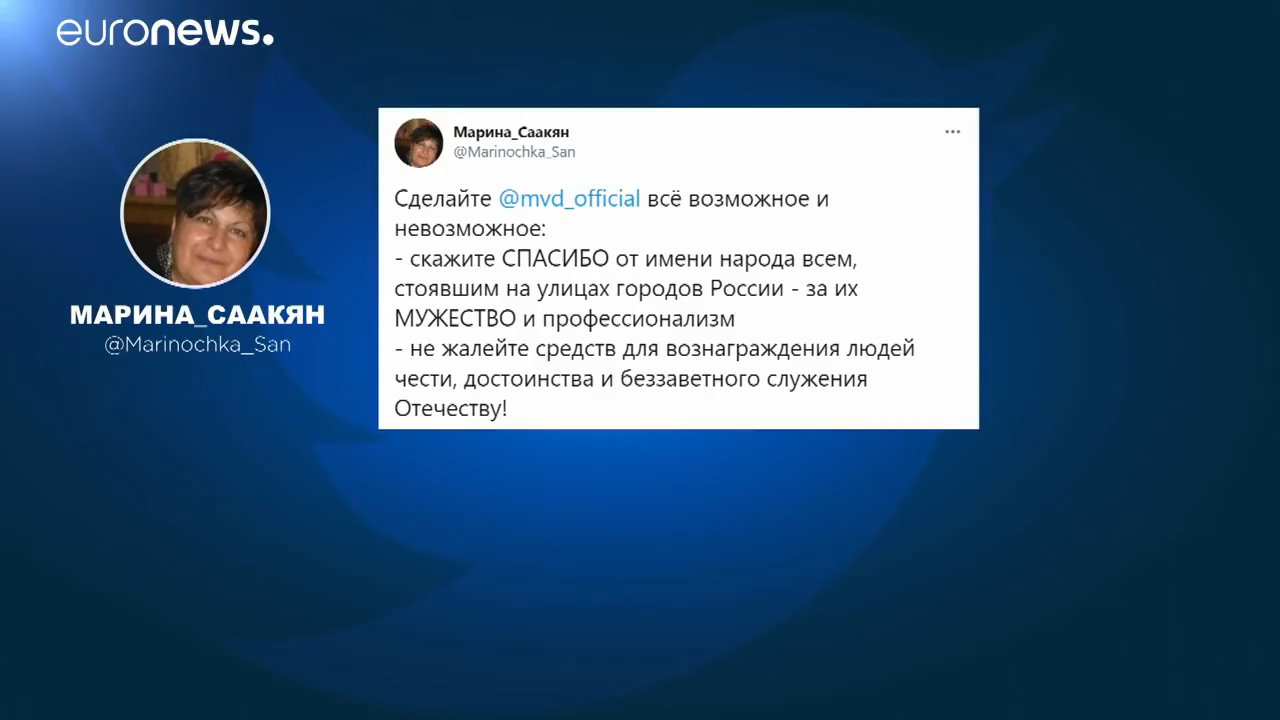 euronews.
Марина_Саакян
@Marinochka_San
Сделайте @mvd_official всё возможное и
невозможное:
- скажите СПАСИБО от имени народа всем,
стоявшим на улицах городов России - за их
МУЖЕСТВО и профессионализм
- не жалейте средств для вознаграждения людей
чести, достоинства и беззаветного служения
Отечеству!
МАРИНА_СААКЯН
@Marinochka_San